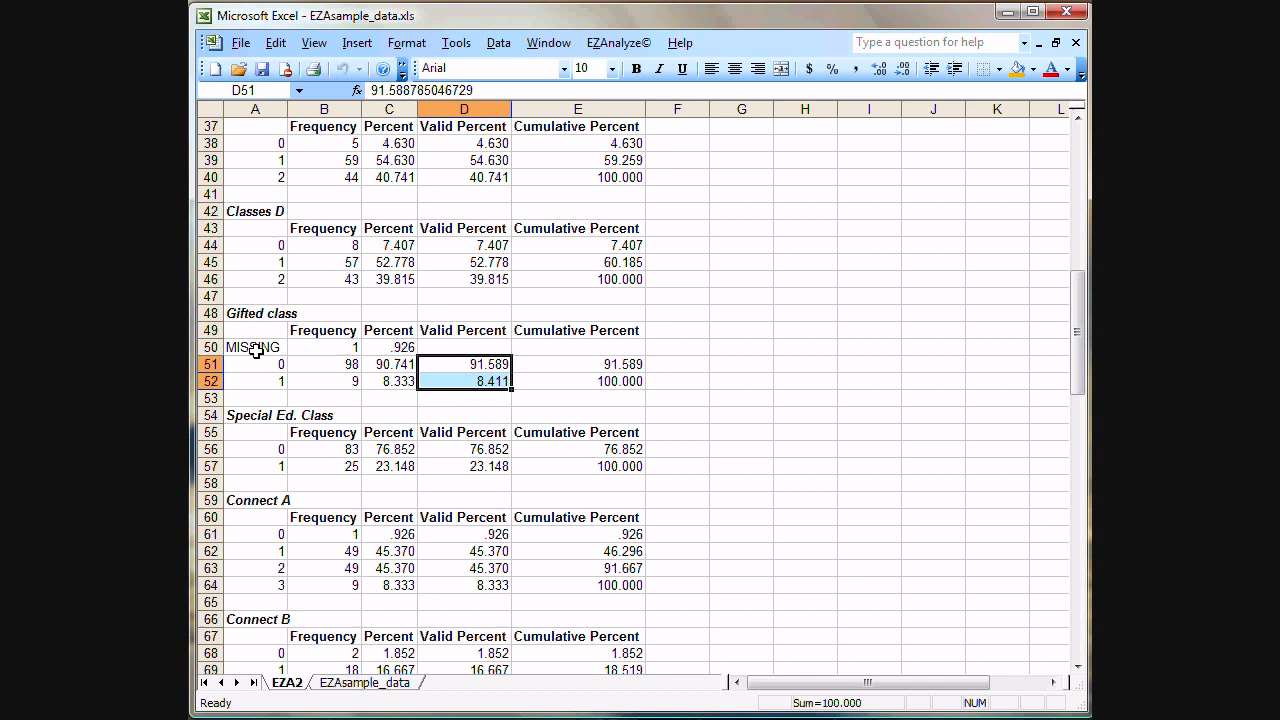 Microsoft Excel - EZAsample_data.xls
File Edit View Insert Format Tools Data Window EZAnalyze© Help Type a question for help
Arial 10 B I U $ % ,
D51 fx 91.588785046729
A B C D E F G H I J K L
37 Frequency Percent Valid Percent Cumulative Percent
38 0 5 4.630 4.630 4.630
39 1 59 54.630 54.630 59.259
40 2 44 40.741 40.741 100.000
41
42 Classes D
43 Frequency Percent Valid Percent Cumulative Percent
44 0 8 7.407 7.407 7.407
45 1 57 52.778 52.778 60.185
46 2 43 39.815 39.815 100.000
47
48 Gifted class
49 Frequency Percent Valid Percent Cumulative Percent
50 MISSING 1 .926
51 0 98 90.741 91.589 91.589
52 1 9 8.333 8.411 100.000
53
54 Special Ed. Class
55 Frequency Percent Valid Percent Cumulative Percent
56 0 83 76.852 76.852 76.852
57 1 25 23.148 23.148 100.000
58
59 Connect A
60 Frequency Percent Valid Percent Cumulative Percent
61 0 1 .926 .926 .926
62 1 49 45.370 45.370 46.296
63 2 49 45.370 45.370 91.667
64 3 9 8.333 8.333 100.000
65
66 Connect B
67 Frequency Percent Valid Percent Cumulative Percent
68 0 2 1.852 1.852 1.852
69 1 18 16.667 16.667 18.519
EZA2 EZAsample_data
Ready Sum=100.000 NUM